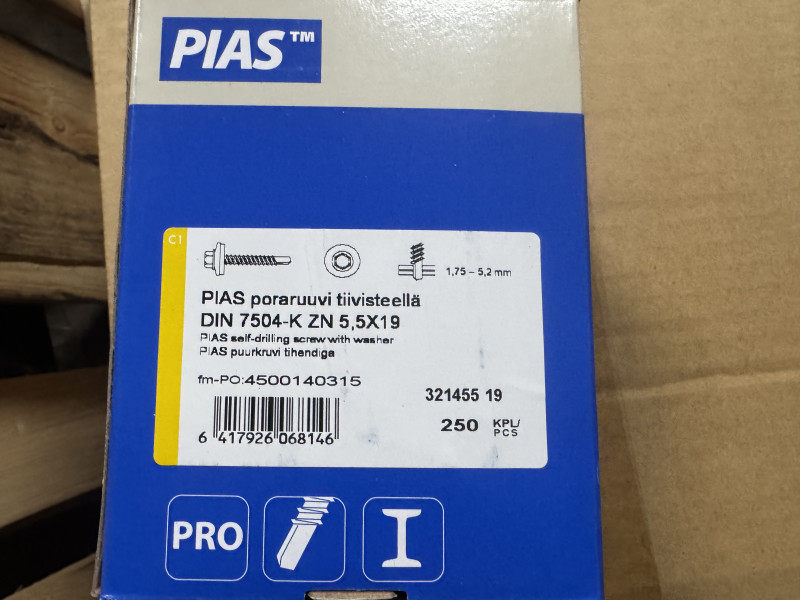 PIAS™
C1
1,75 – 5,2 mm
PIAS poraruuvi tiivisteellä
DIN 7504-K ZN 5,5X19
PIAS self-drilling screw with washer
PIAS puurkruvi tihendiga
fm-PO:4500140315
321455 19
250 KPL/
PCS
6 417926 068146
PRO